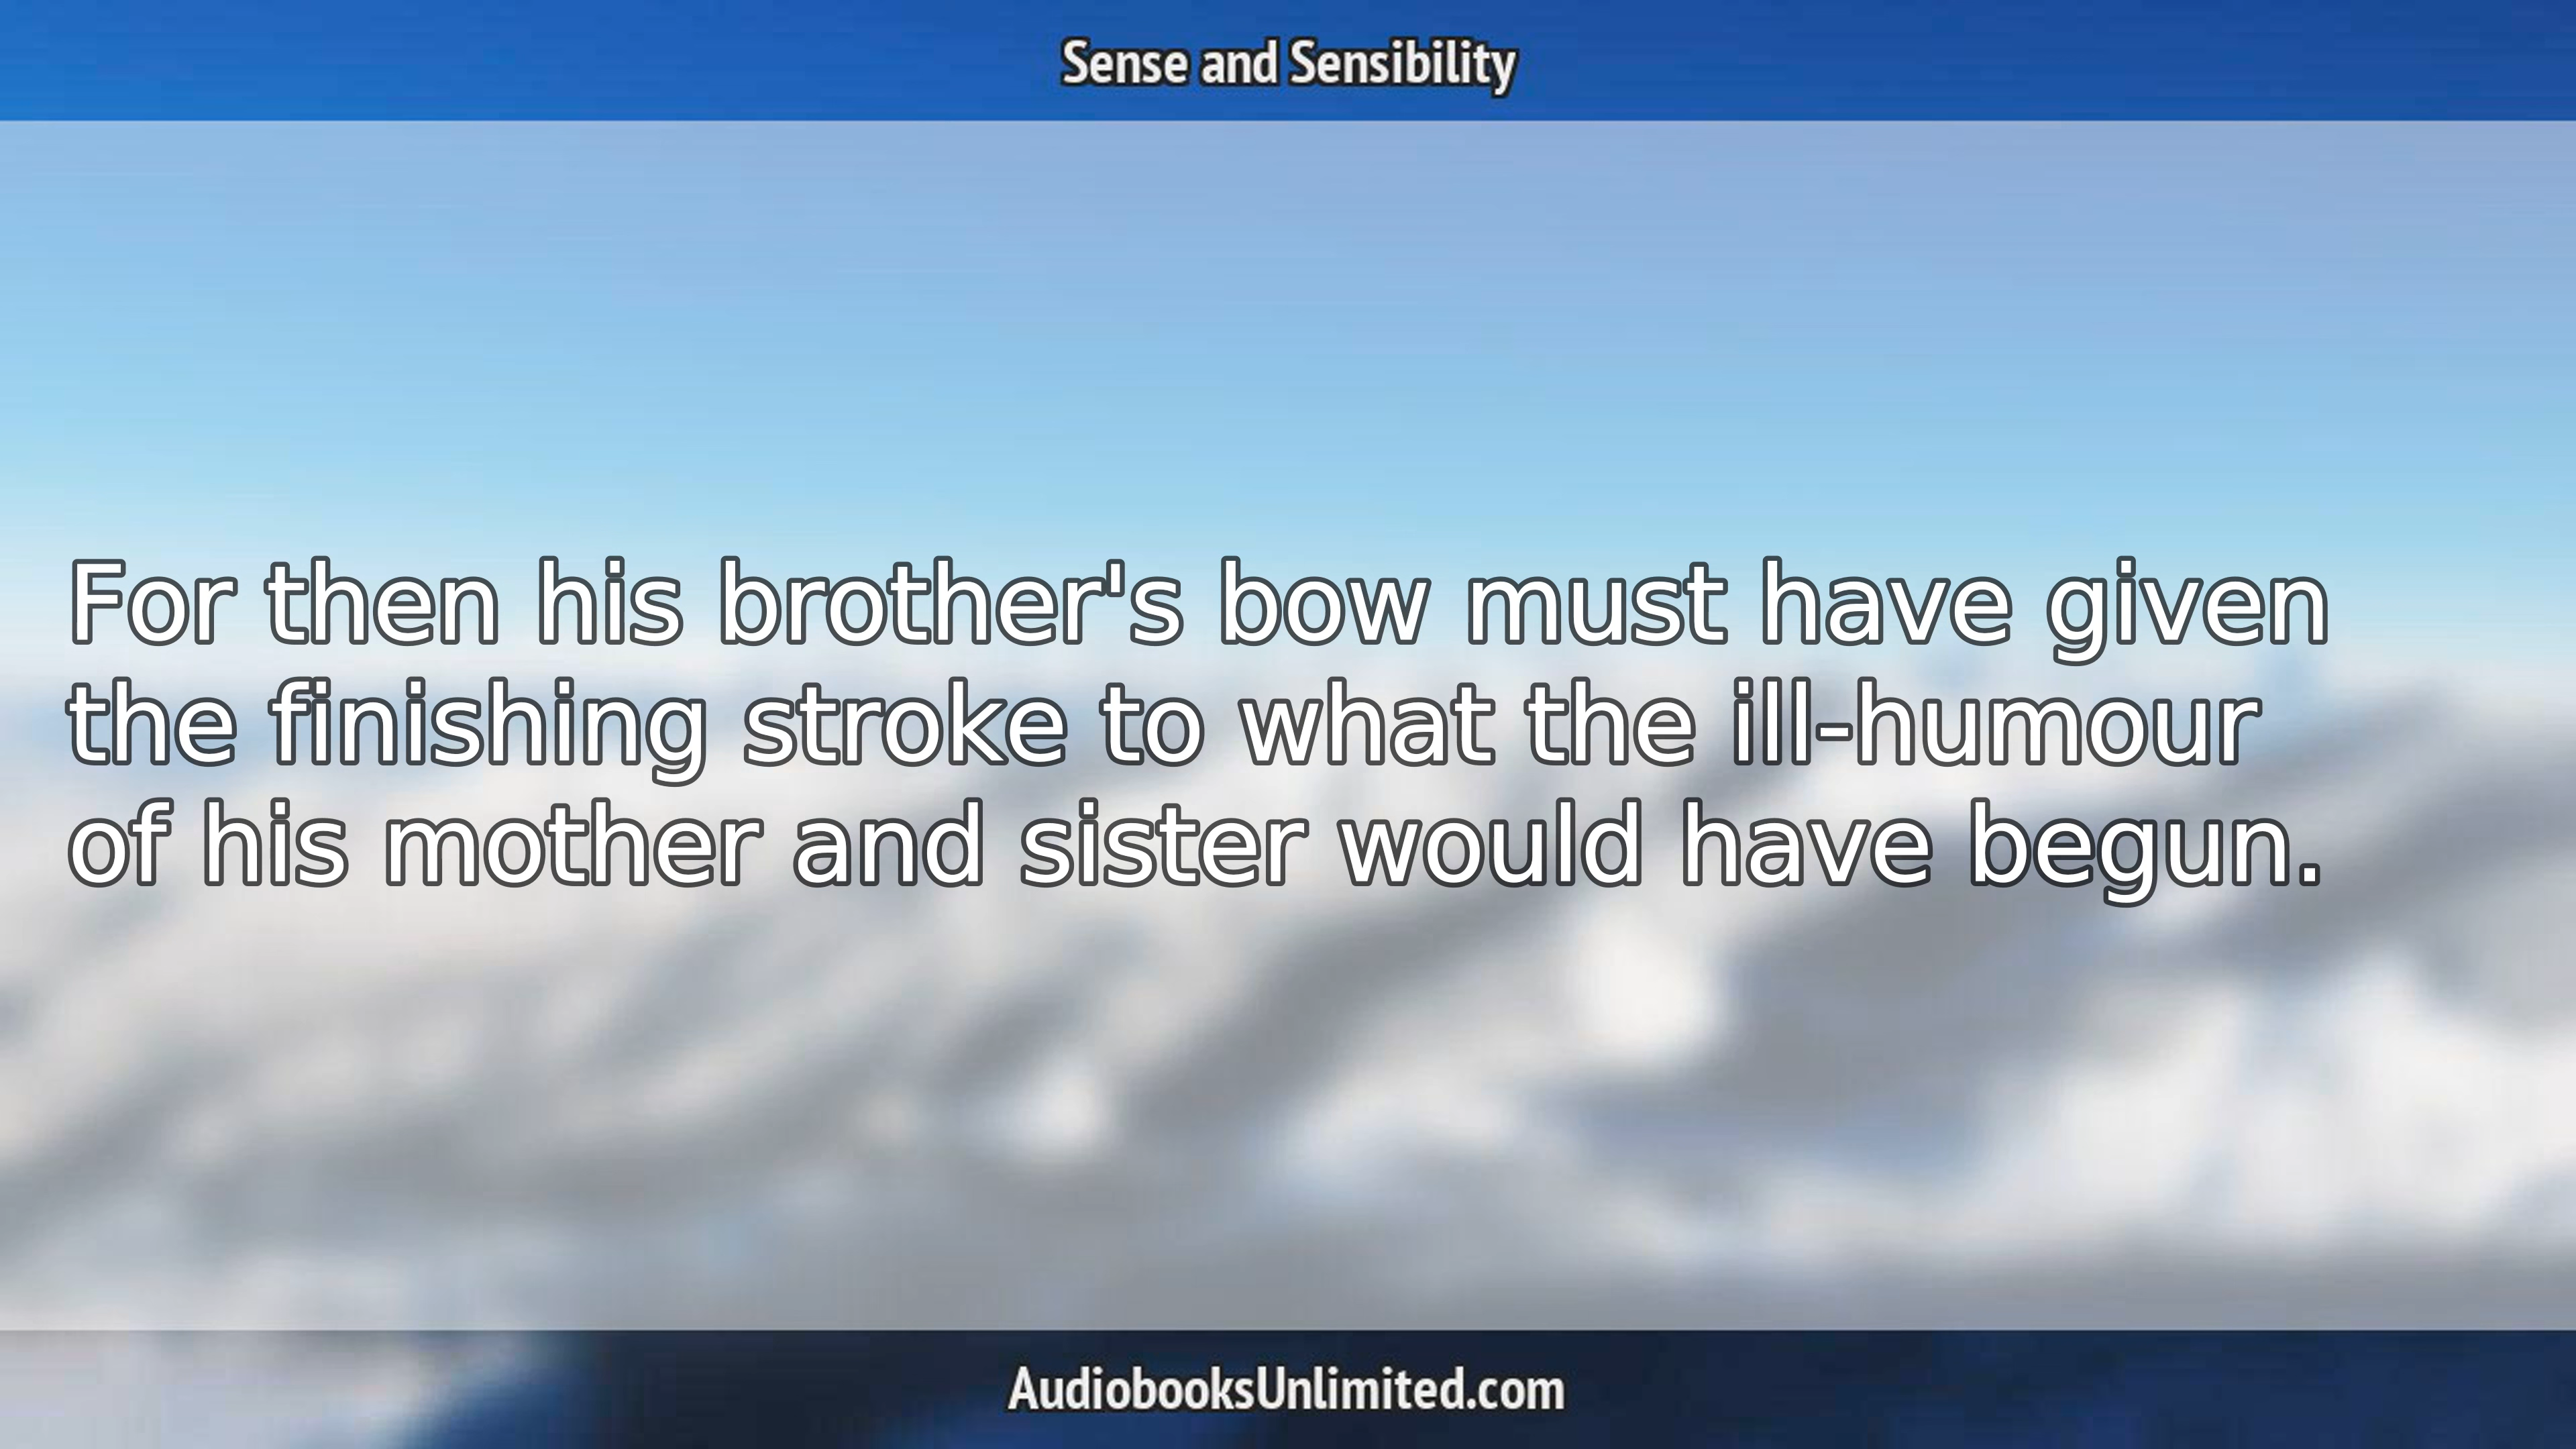 Sense and Sensibility
For then his brother's bow must have given
the finishing stroke to what the ill-humour
of his mother and sister would have begun.
AudiobooksUnlimited.com